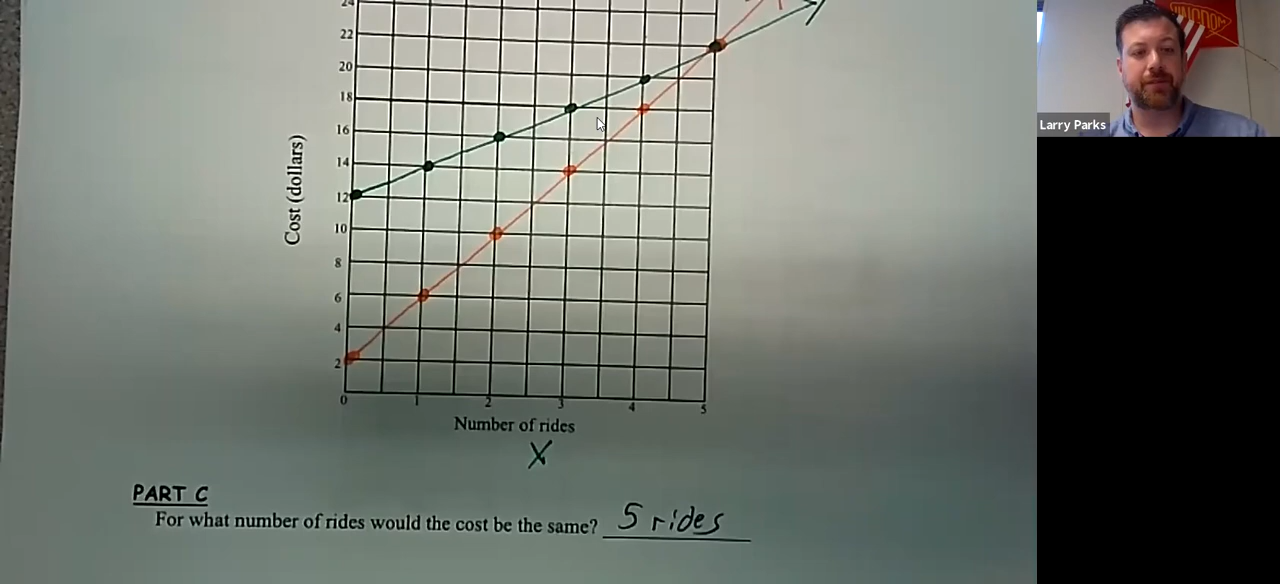 24
KINGDOM
22
20
18
Larry Parks
16
14
12
10
8
6
4
2
Cost (dollars)
0 1 2 3 4 5
Number of rides
X
PART C
For what number of rides would the cost be the same? 5 rides